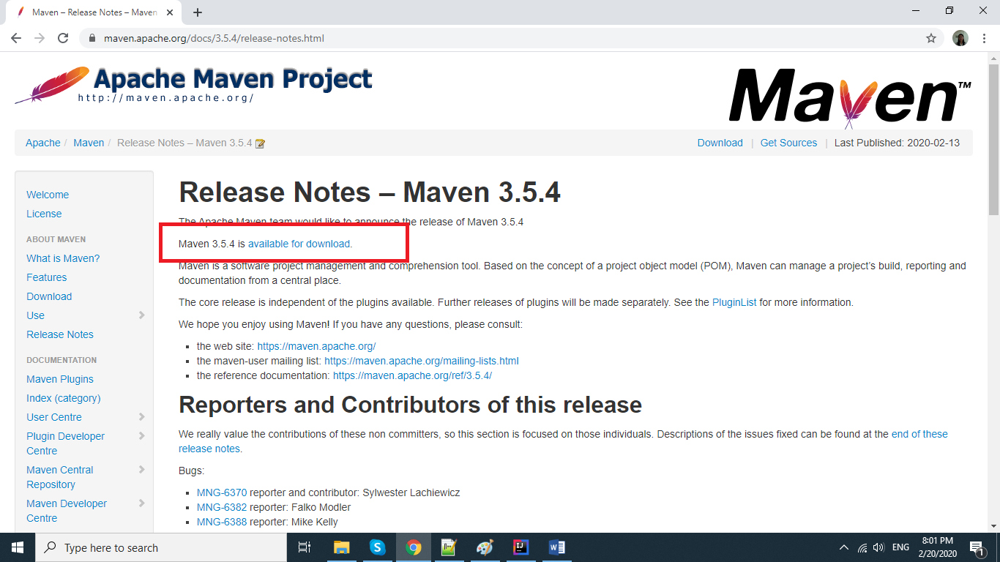 Maven – Release Notes – Maven
maven.apache.org/docs/3.5.4/release-notes.html
Apache Maven Project
http://maven.apache.org/
Maven™
Apache / Maven / Release Notes – Maven 3.5.4
Download | Get Sources | Last Published: 2020-02-13
Welcome
License
ABOUT MAVEN
What is Maven?
Features
Download
Use
Release Notes
DOCUMENTATION
Maven Plugins
Index (category)
User Centre
Plugin Developer
Centre
Maven Central
Repository
Maven Developer
Centre
Release Notes – Maven 3.5.4
The Apache Maven team would like to announce the release of Maven 3.5.4
Maven 3.5.4 is available for download.
Maven is a software project management and comprehension tool. Based on the concept of a project object model (POM), Maven can manage a project's build, reporting and
documentation from a central place.
The core release is independent of the plugins available. Further releases of plugins will be made separately. See the PluginList for more information.
We hope you enjoy using Maven! If you have any questions, please consult:
the web site: https://maven.apache.org/
the maven-user mailing list: https://maven.apache.org/mailing-lists.html
the reference documentation: https://maven.apache.org/ref/3.5.4/
Reporters and Contributors of this release
We really value the contributions of these non committers, so this section is focused on those individuals. Descriptions of the issues fixed can be found at the end of these
release notes.
Bugs:
MNG-6370 reporter and contributor: Sylwester Lachiewicz
MNG-6382 reporter: Falko Modler
MNG-6388 reporter: Mike Kelly
Type here to search
ENG
8:01 PM
2/20/2020
1